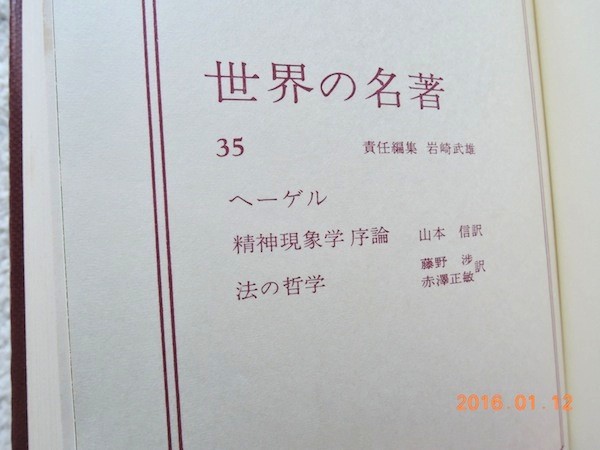 世界の名著
35 責任編集 岩崎武雄
ヘーゲル
精神現象学 序論 山本 信訳
法の哲学 藤野 渉 赤澤正敏 訳
2016.01.12